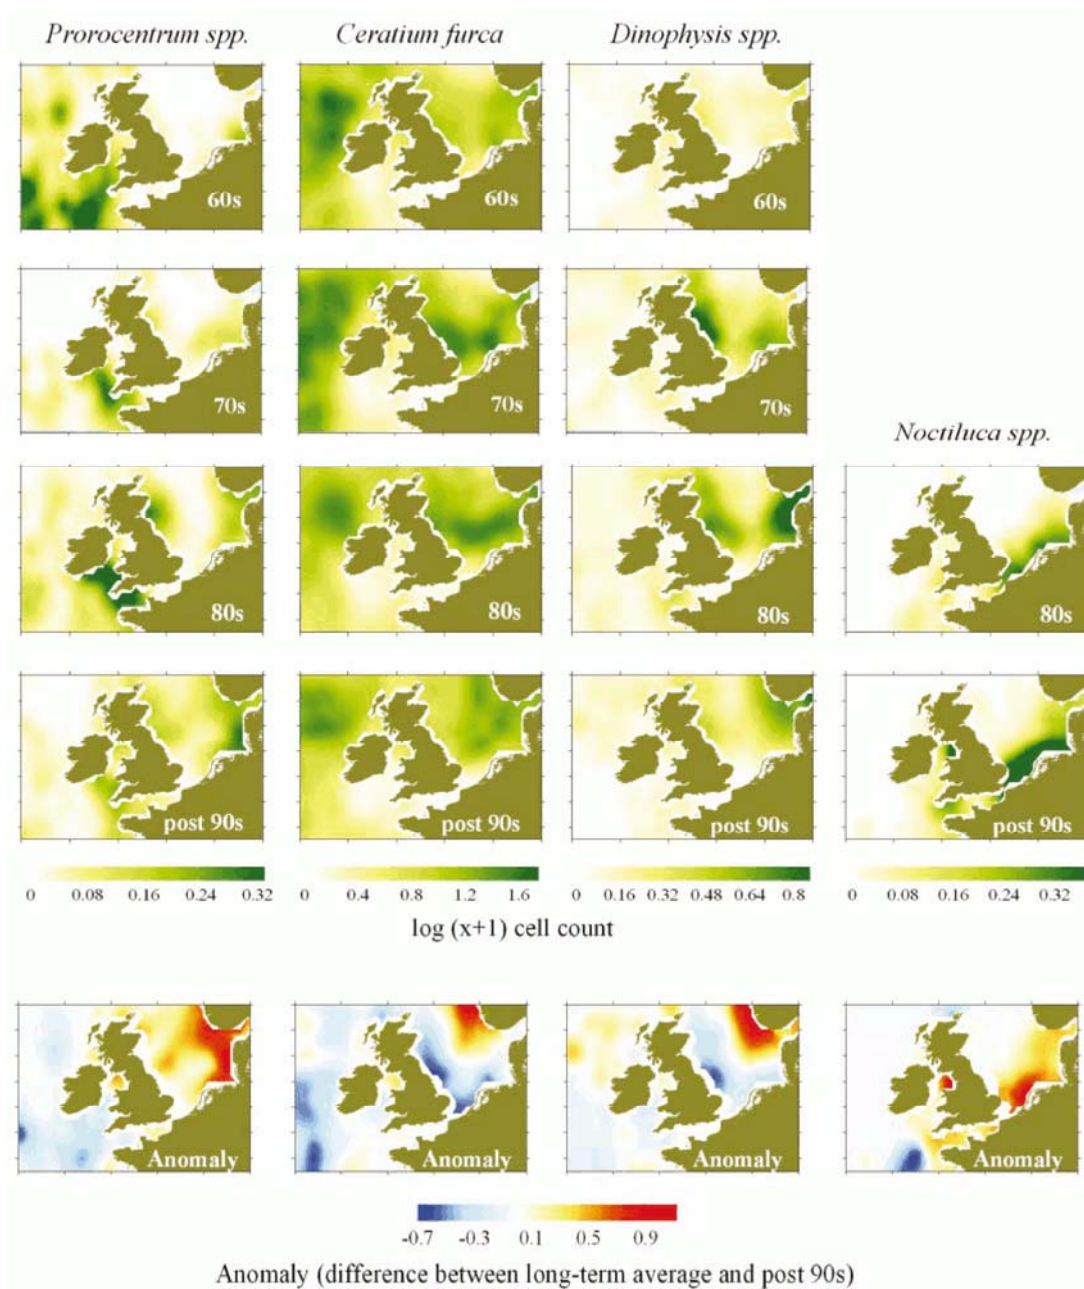 Prorocentrum spp.
Ceratium furca
Dinophysis spp.
60s
60s
60s
70s
70s
70s
Noctiluca spp.
80s
80s
80s
80s
post 90s
post 90s
post 90s
post 90s
0 0.08 0.16 0.24 0.32
0 0.4 0.8 1.2 1.6
0 0.16 0.32 0.48 0.64 0.8
0 0.08 0.16 0.24 0.32
log (x+1) cell count
Anomaly
Anomaly
Anomaly
Anomaly
-0.7 -0.3 0.1 0.5 0.9
Anomaly (difference between long-term average and post 90s)